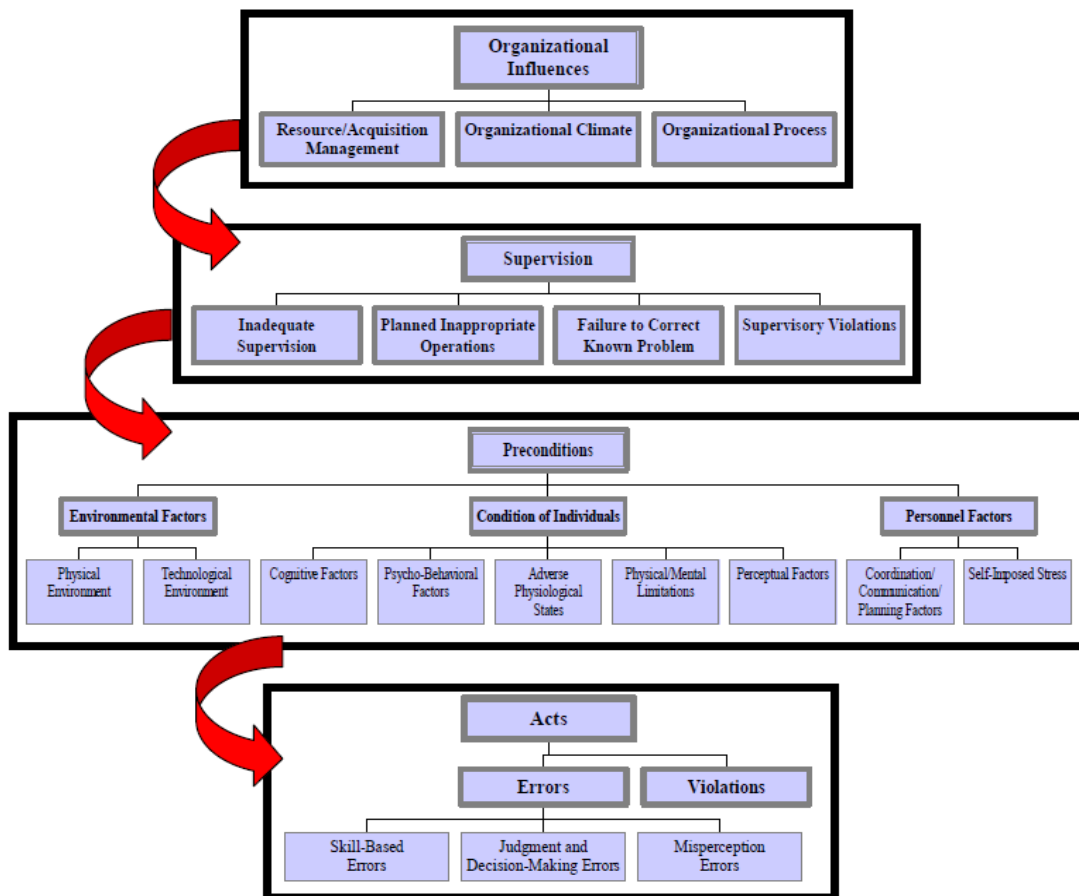 Organizational
Influences
Resource/Acquisition
Management
Organizational Climate
Organizational Process
Supervision
Inadequate
Supervision
Planned Inappropriate
Operations
Failure to Correct
Known Problem
Supervisory Violations
Preconditions
Environmental Factors
Condition of Individuals
Personnel Factors
Physical
Environment
Technological
Environment
Cognitive Factors
Psycho-Behavioral
Factors
Adverse
Physiological
States
Physical/Mental
Limitations
Perceptual Factors
Coordination/
Communication/
Planning Factors
Self-Imposed Stress
Acts
Errors
Violations
Skill-Based
Errors
Judgment and
Decision-Making Errors
Misperception
Errors